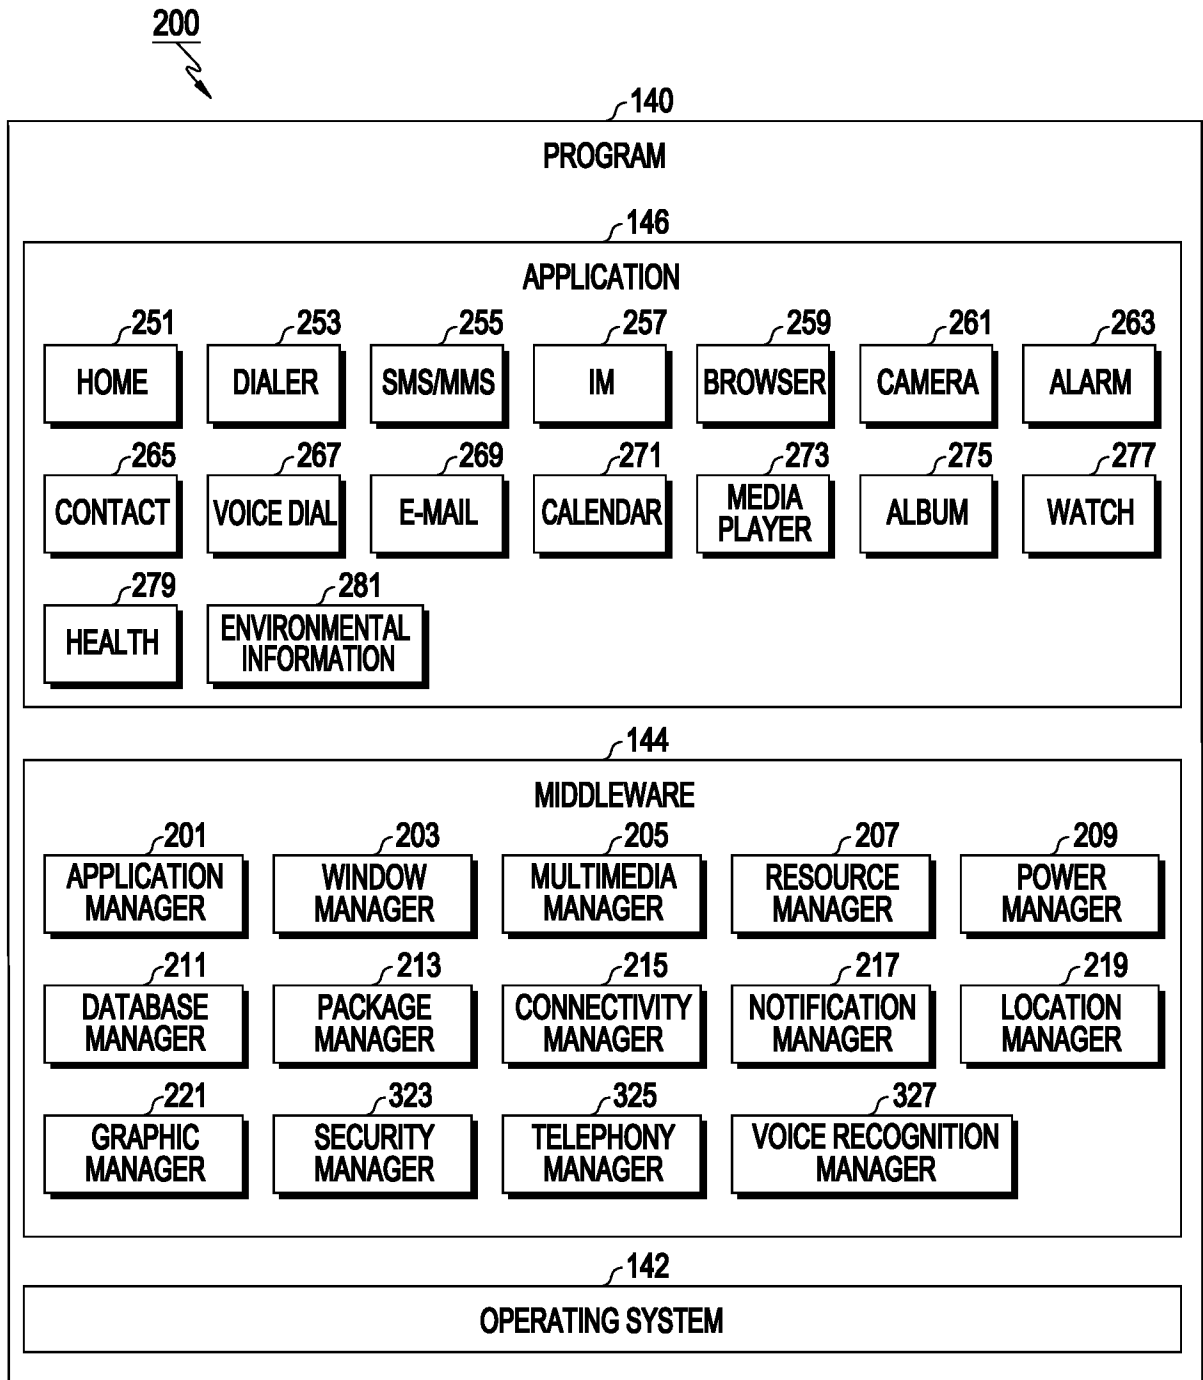 200
140
PROGRAM
146
APPLICATION
251 253 255 257 259 261 263
HOME DIALER SMS/MMS IM BROWSER CAMERA ALARM
265 267 269 271 273 275 277
CONTACT VOICE DIAL E-MAIL CALENDAR MEDIA PLAYER ALBUM WATCH
279 281
HEALTH ENVIRONMENTAL INFORMATION
144
MIDDLEWARE
201 203 205 207 209
APPLICATION WINDOW MULTIMEDIA RESOURCE POWER
MANAGER MANAGER MANAGER MANAGER MANAGER
211 213 215 217 219
DATABASE PACKAGE CONNECTIVITY NOTIFICATION LOCATION
MANAGER MANAGER MANAGER MANAGER MANAGER
221 323 325 327
GRAPHIC SECURITY TELEPHONY VOICE RECOGNITION
MANAGER MANAGER MANAGER MANAGER
142
OPERATING SYSTEM